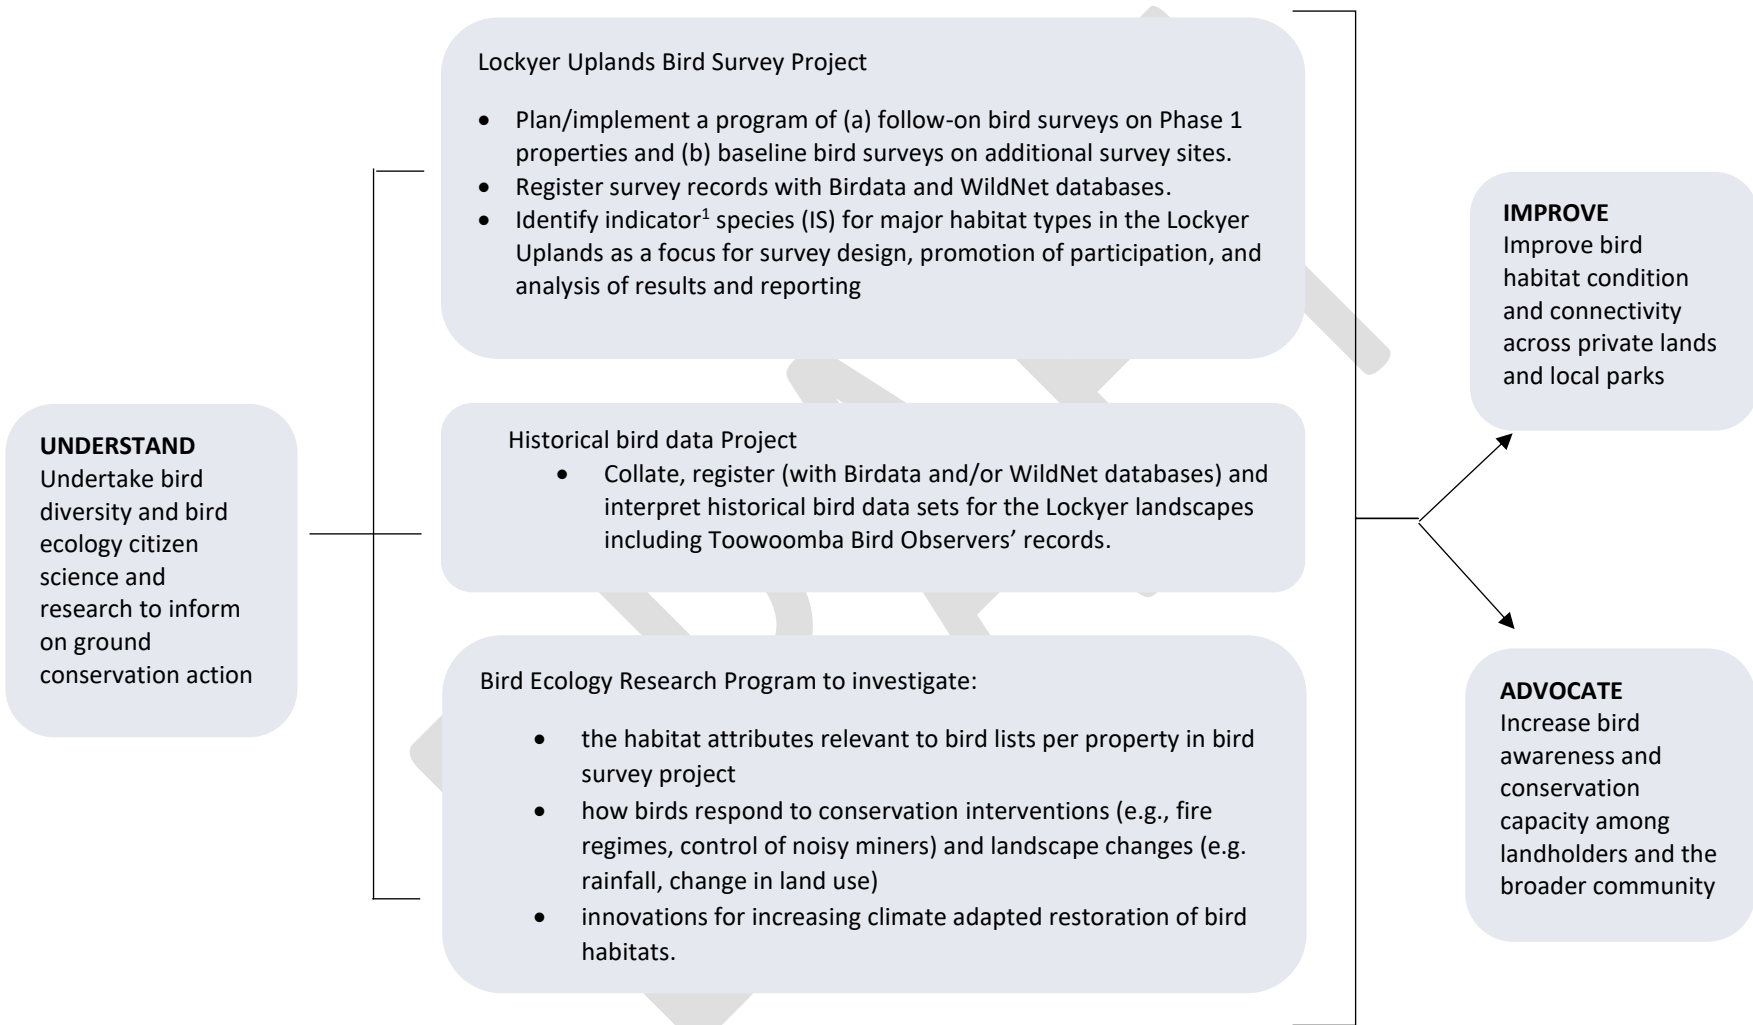 UNDERSTAND
Undertake bird
diversity and bird
ecology citizen
science and
research to inform
on ground
conservation action
Lockyer Uplands Bird Survey Project
• Plan/implement a program of (a) follow-on bird surveys on Phase 1
properties and (b) baseline bird surveys on additional survey sites.
• Register survey records with Birdata and WildNet databases.
• Identify indicator¹ species (IS) for major habitat types in the Lockyer
Uplands as a focus for survey design, promotion of participation, and
analysis of results and reporting
Historical bird data Project
• Collate, register (with Birdata and/or WildNet databases) and
interpret historical bird data sets for the Lockyer landscapes
including Toowoomba Bird Observers’ records.
Bird Ecology Research Program to investigate:
• the habitat attributes relevant to bird lists per property in bird
survey project
• how birds respond to conservation interventions (e.g., fire
regimes, control of noisy miners) and landscape changes (e.g.
rainfall, change in land use)
• innovations for increasing climate adapted restoration of bird
habitats.
IMPROVE
Improve bird
habitat condition
and connectivity
across private lands
and local parks
ADVOCATE
Increase bird
awareness and
conservation
capacity among
landholders and the
broader community
DRAFT